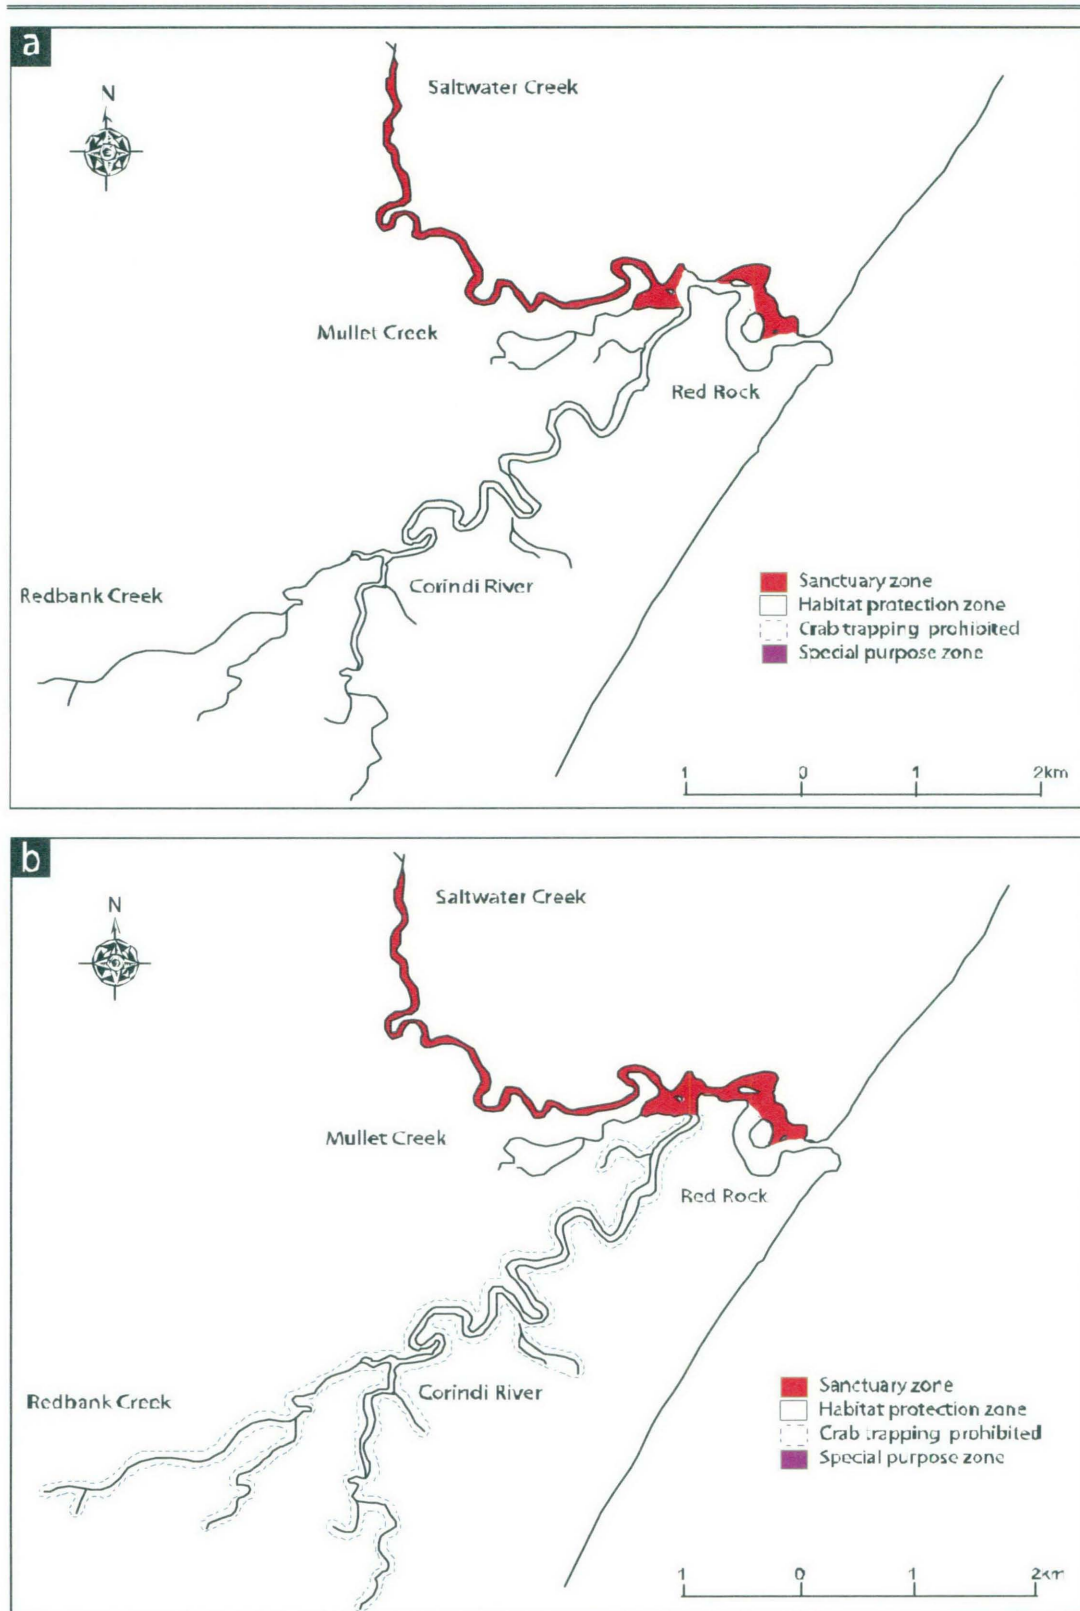 a
N
Saltwater Creek
Mullet Creek
Red Rock
Redbank Creek
Corindi River
Sanctuary zone
Habitat protection zone
Crab trapping prohibited
Special purpose zone
1 0 1 2km
b
N
Saltwater Creek
Mullet Creek
Red Rock
Redbank Creek
Corindi River
Sanctuary zone
Habitat protection zone
Crab trapping prohibited
Special purpose zone
1 0 1 2km